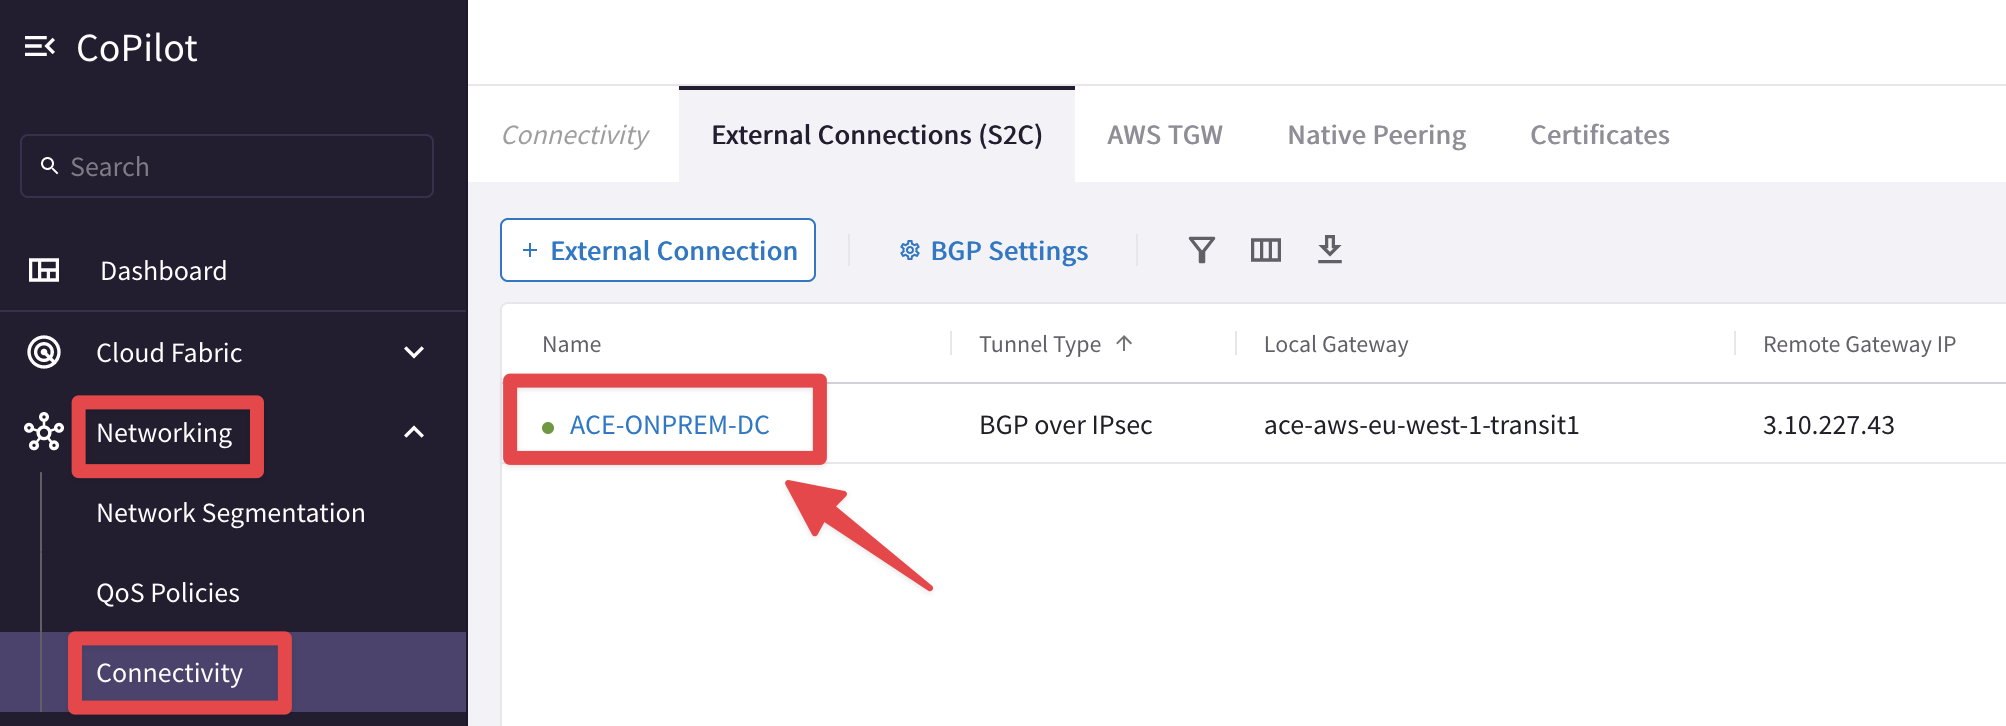 CoPilot
Search
Dashboard
Cloud Fabric
Networking
Network Segmentation
QoS Policies
Connectivity
Connectivity External Connections (S2C) AWS TGW Native Peering Certificates
+ External Connection BGP Settings
Name Tunnel Type ↑ Local Gateway Remote Gateway IP
ACE-ONPREM-DC BGP over IPsec ace-aws-eu-west-1-transit1 3.10.227.43